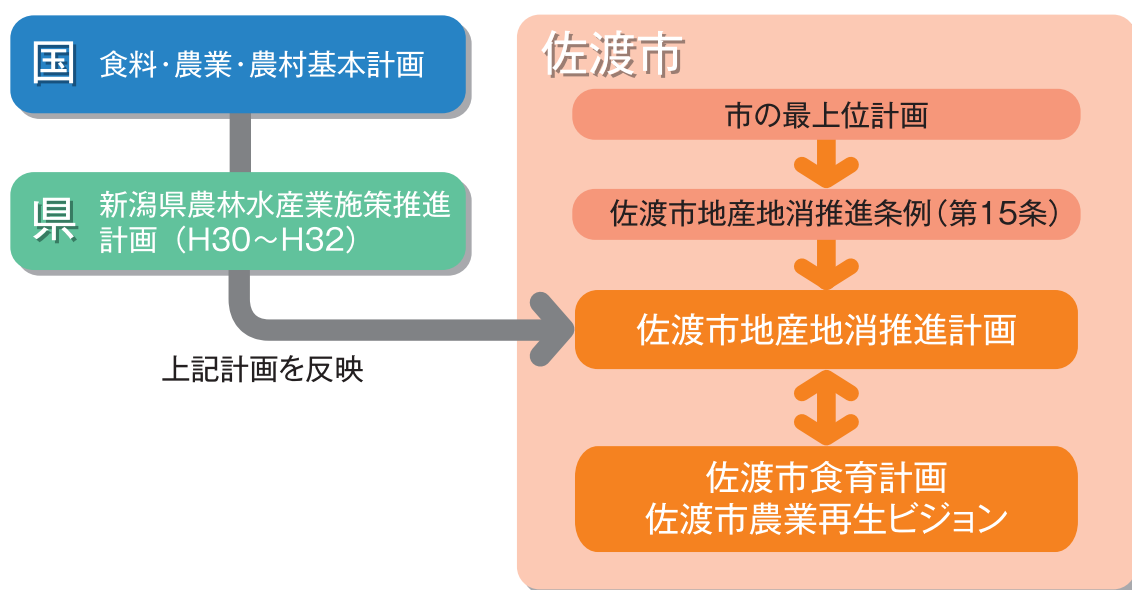 国 食料・農業・農村基本計画
県 新潟県農林水産業施策推進
計画（H30～H32）
上記計画を反映
佐渡市
市の最上位計画
佐渡市地産地消推進条例（第15条）
佐渡市地産地消推進計画
佐渡市食育計画
佐渡市農業再生ビジョン